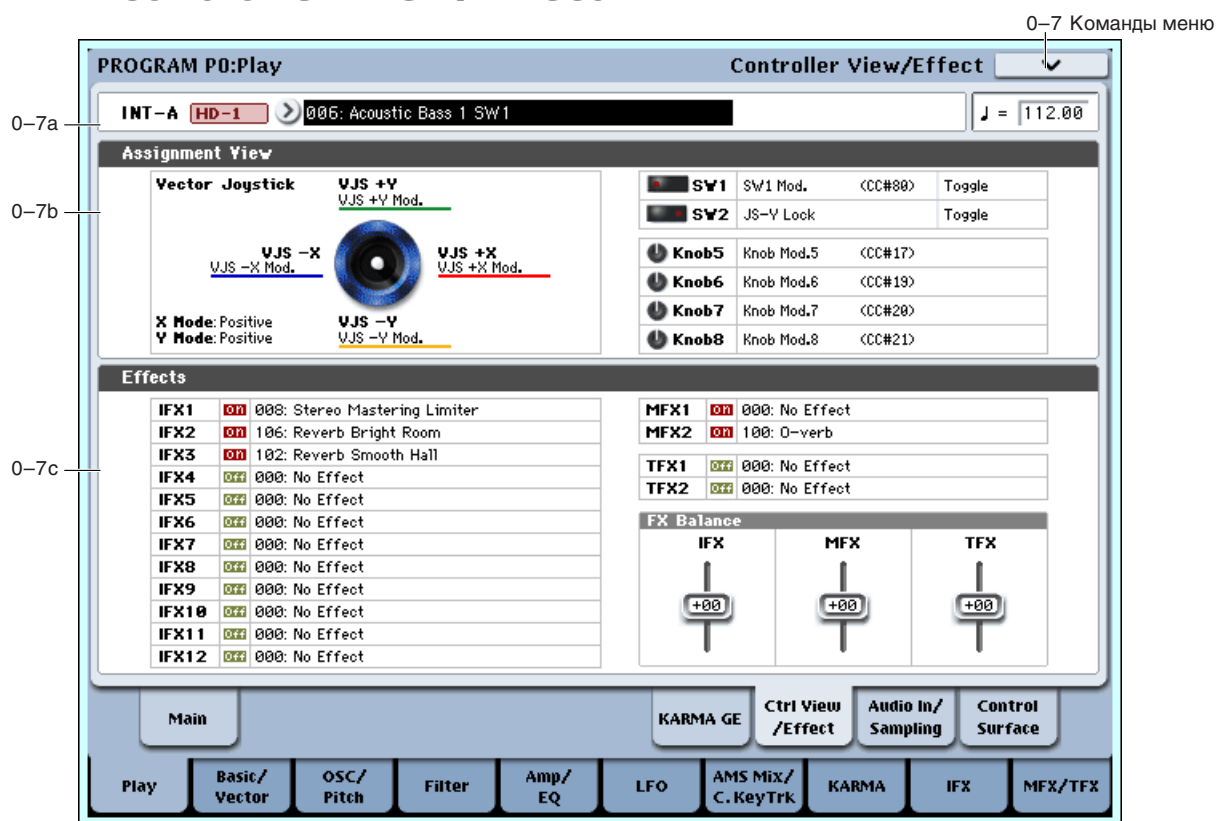 0–7 Команды меню
PROGRAM P0:Play
Controller View/Effect
0–7a
INT-A HD-1 006: Acoustic Bass 1 SW1
♩ = 112.00
Assignment View
0–7b
Vector Joystick
VJS +Y
VJS +Y Mod.
VJS -X
VJS -X Mod.
VJS +X
VJS +X Mod.
X Mode: Positive
Y Mode: Positive
VJS -Y
VJS -Y Mod.
SW1 SW1 Mod. (CC#80) Toggle
SW2 JS-Y Lock Toggle
Knob5 Knob Mod.5 (CC#17)
Knob6 Knob Mod.6 (CC#19)
Knob7 Knob Mod.7 (CC#20)
Knob8 Knob Mod.8 (CC#21)
Effects
0–7c
IFX1 On 008: Stereo Mastering Limiter
IFX2 On 106: Reverb Bright Room
IFX3 On 102: Reverb Smooth Hall
IFX4 Off 000: No Effect
IFX5 Off 000: No Effect
IFX6 Off 000: No Effect
IFX7 Off 000: No Effect
IFX8 Off 000: No Effect
IFX9 Off 000: No Effect
IFX10 Off 000: No Effect
IFX11 Off 000: No Effect
IFX12 Off 000: No Effect
MFX1 On 000: No Effect
MFX2 On 100: O-verb
TFX1 Off 000: No Effect
TFX2 Off 000: No Effect
FX Balance
IFX MFX TFX
+00 +00 +00
Main
KARMA GE
Ctrl View
/Effect
Audio In/
Sampling
Control
Surface
Play
Basic/
Vector
OSC/
Pitch
Filter
Amp/
EQ
LFO
AMS Mix/
C.KeyTrk
KARMA
IFX
MFX/TFX